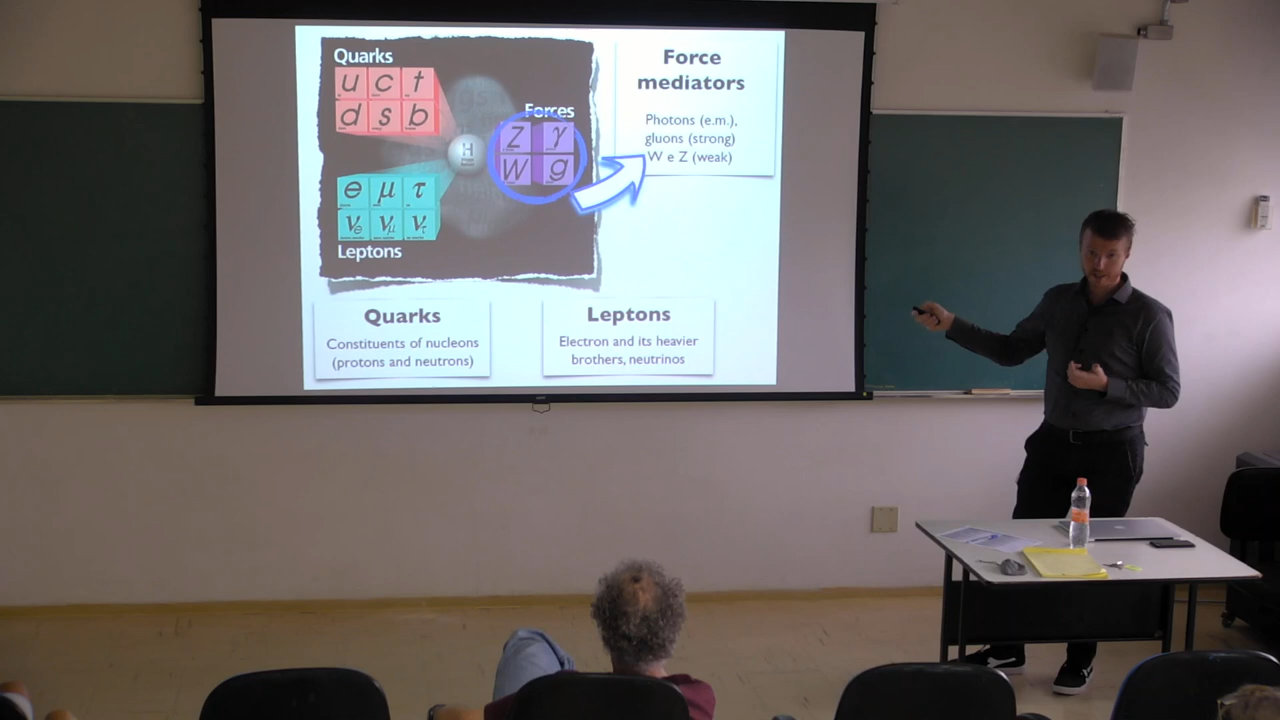 Quarks
u c t
d s b
Forces
Z γ
W g
H
e μ τ
νe νμ ντ
Leptons
Force
mediators
Photons (e.m.),
gluons (strong)
W e Z (weak)
Quarks
Constituents of nucleons
(protons and neutrons)
Leptons
Electron and its heavier
brothers, neutrinos